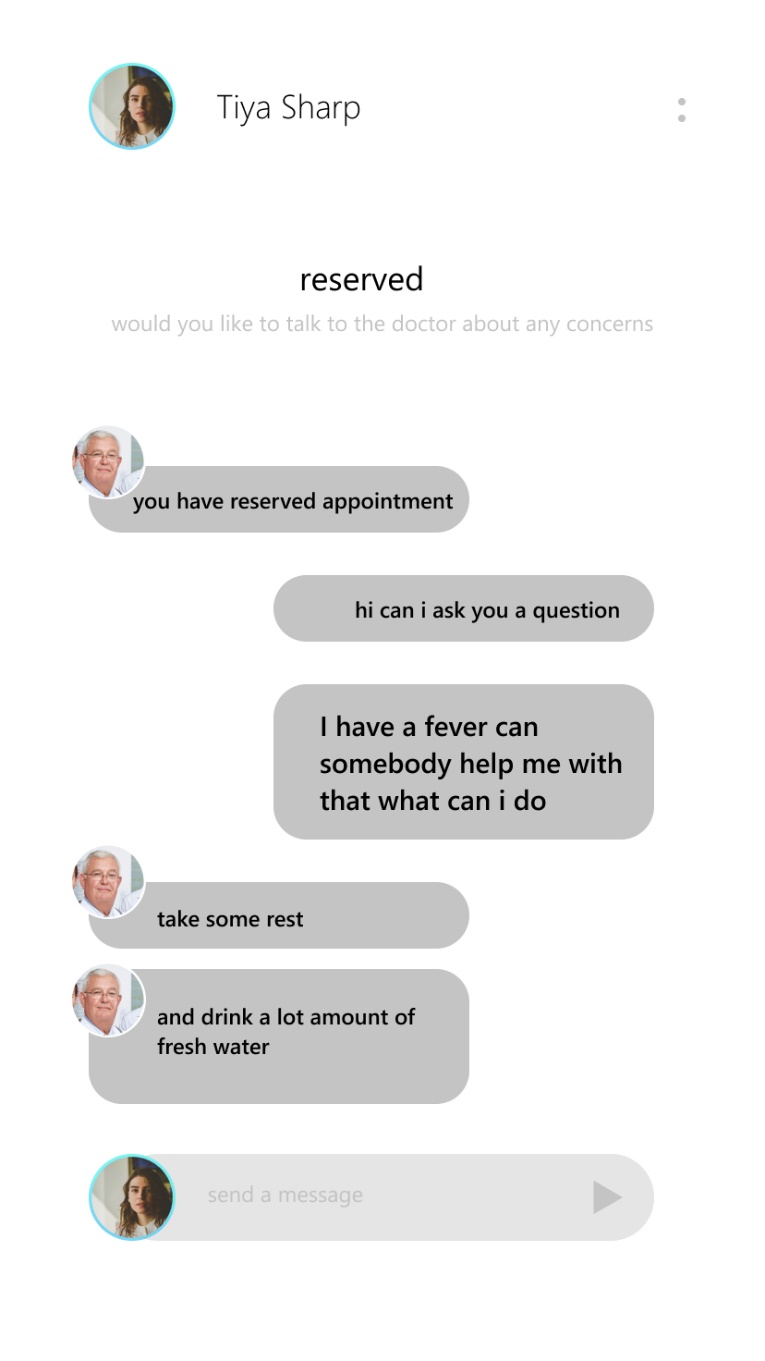 Tiya Sharp
reserved
would you like to talk to the doctor about any concerns
you have reserved appointment
hi can i ask you a question
I have a fever can
somebody help me with
that what can i do
take some rest
and drink a lot amount of
fresh water
send a message